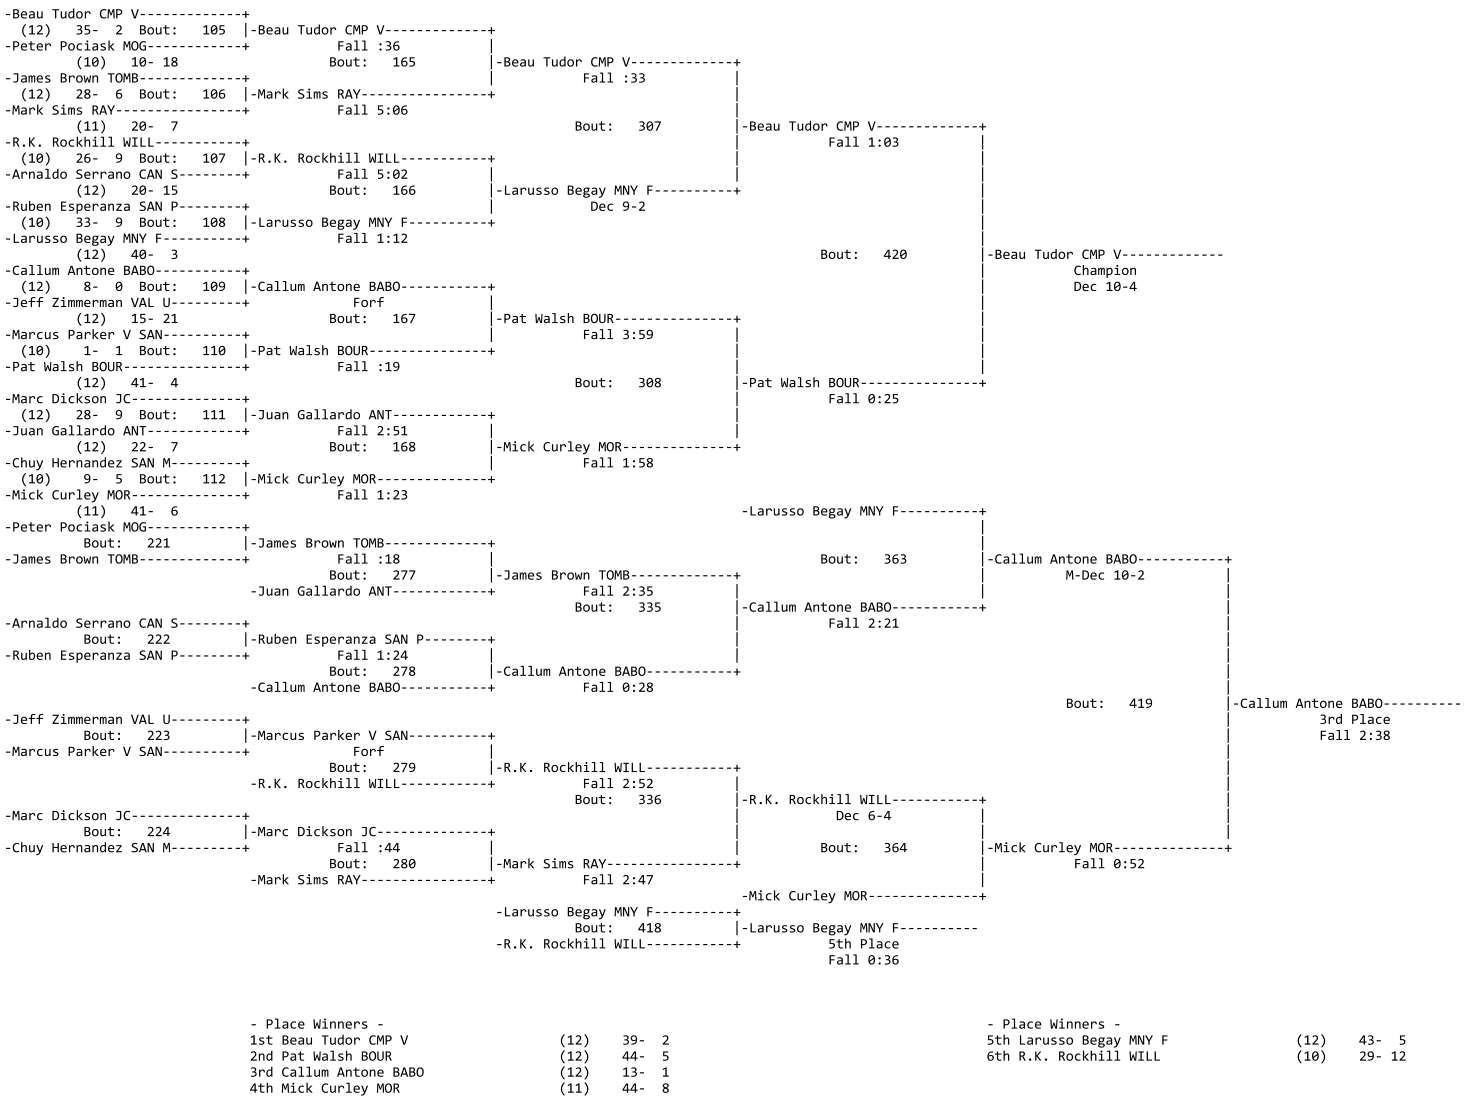 -Beau Tudor CMP V-------------+
(12) 35- 2 Bout: 105 |-Beau Tudor CMP V-------------+
-Peter Pociask MOG------------+ Fall :36 |
(10) 10- 18 Bout: 165 |-Beau Tudor CMP V-------------+
-James Brown TOMB-------------+ | Fall :33 |
(12) 28- 6 Bout: 106 |-Mark Sims RAY----------------+ |
-Mark Sims RAY----------------+ Fall 5:06 |
(11) 20- 7 Bout: 307 |-Beau Tudor CMP V-------------+
-R.K. Rockhill WILL-----------+ | Fall 1:03 |
(10) 26- 9 Bout: 107 |-R.K. Rockhill WILL-----------+ | |
-Arnaldo Serrano CAN S--------+ Fall 5:02 | | |
(12) 20- 15 Bout: 166 |-Larusso Begay MNY F----------+ |
-Ruben Esperanza SAN P--------+ | Dec 9-2 |
(10) 33- 9 Bout: 108 |-Larusso Begay MNY F----------+ |
-Larusso Begay MNY F----------+ Fall 1:12 |
(12) 40- 3 Bout: 420 |-Beau Tudor CMP V-------------
-Callum Antone BABO-----------+ | Champion
(12) 8- 0 Bout: 109 |-Callum Antone BABO-----------+ | Dec 10-4
-Jeff Zimmerman VAL U---------+ Forf | |
(12) 15- 21 Bout: 167 |-Pat Walsh BOUR---------------+ |
-Marcus Parker V SAN----------+ | Fall 3:59 | |
(10) 1- 1 Bout: 110 |-Pat Walsh BOUR---------------+ | |
-Pat Walsh BOUR---------------+ Fall :19 | |
(12) 41- 4 Bout: 308 |-Pat Walsh BOUR---------------+
-Marc Dickson JC--------------+ | Fall 0:25
(12) 28- 9 Bout: 111 |-Juan Gallardo ANT------------+ |
-Juan Gallardo ANT------------+ Fall 2:51 | |
(12) 22- 7 Bout: 168 |-Mick Curley MOR--------------+
-Chuy Hernandez SAN M---------+ | Fall 1:58
(10) 9- 5 Bout: 112 |-Mick Curley MOR--------------+
-Mick Curley MOR--------------+ Fall 1:23
(11) 41- 6 -Larusso Begay MNY F----------+
-Peter Pociask MOG------------+ |
Bout: 221 |-James Brown TOMB-------------+ |
-James Brown TOMB-------------+ Fall :18 | Bout: 363 |-Callum Antone BABO-----------+
Bout: 277 |-James Brown TOMB-------------+ | M-Dec 10-2 |
-Juan Gallardo ANT------------+ Fall 2:35 | | |
Bout: 335 |-Callum Antone BABO-----------+ |
-Arnaldo Serrano CAN S--------+ | Fall 2:21 |
Bout: 222 |-Ruben Esperanza SAN P--------+ | |
-Ruben Esperanza SAN P--------+ Fall 1:24 | | |
Bout: 278 |-Callum Antone BABO-----------+ |
-Callum Antone BABO-----------+ Fall 0:28 |
Bout: 419 |-Callum Antone BABO----------
-Jeff Zimmerman VAL U---------+ | 3rd Place
Bout: 223 |-Marcus Parker V SAN----------+ | Fall 2:38
-Marcus Parker V SAN----------+ Forf | |
Bout: 279 |-R.K. Rockhill WILL-----------+ |
-R.K. Rockhill WILL-----------+ Fall 2:52 | |
Bout: 336 |-R.K. Rockhill WILL-----------+ |
-Marc Dickson JC--------------+ | Dec 6-4 | |
Bout: 224 |-Marc Dickson JC--------------+ | | |
-Chuy Hernandez SAN M---------+ Fall :44 | | Bout: 364 |-Mick Curley MOR--------------+
Bout: 280 |-Mark Sims RAY----------------+ | Fall 0:52
-Mark Sims RAY----------------+ Fall 2:47 |
-Mick Curley MOR--------------+
-Larusso Begay MNY F----------+
Bout: 418 |-Larusso Begay MNY F----------
-R.K. Rockhill WILL-----------+ 5th Place
Fall 0:36
- Place Winners - - Place Winners -
1st Beau Tudor CMP V (12) 39- 2 5th Larusso Begay MNY F (12) 43- 5
2nd Pat Walsh BOUR (12) 44- 5 6th R.K. Rockhill WILL (10) 29- 12
3rd Callum Antone BABO (12) 13- 1
4th Mick Curley MOR (11) 44- 8